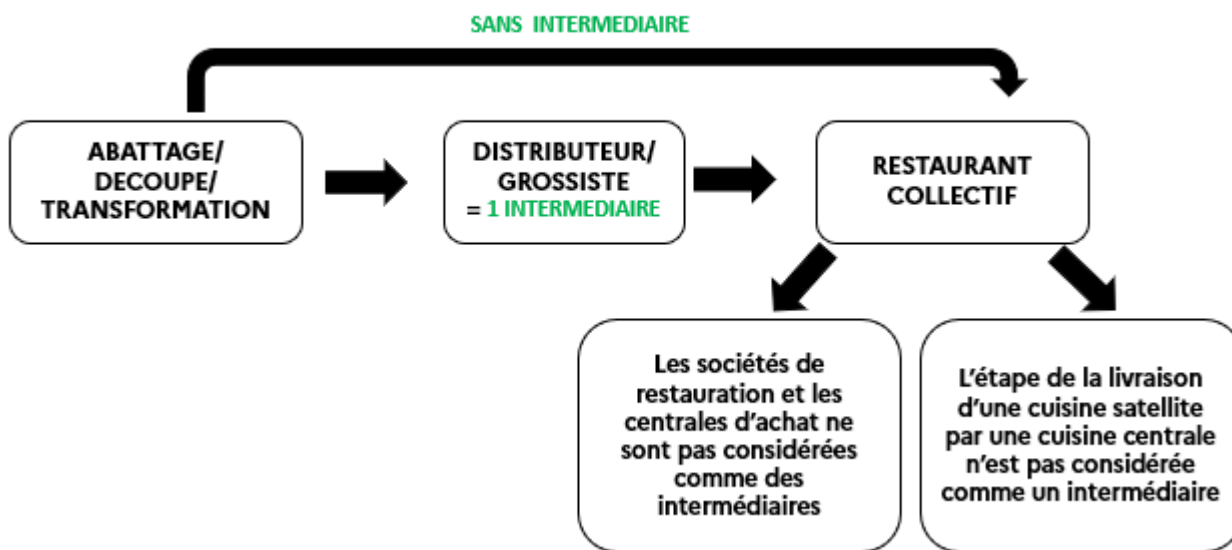 SANS INTERMEDIAIRE
ABATTAGE/
DECOUPE/
TRANSFORMATION
DISTRIBUTEUR/
GROSSISTE
= 1 INTERMEDIAIRE
RESTAURANT
COLLECTIF
Les sociétés de
restauration et les
centrales d'achat ne
sont pas considérées
comme des
intermédiaires
L'étape de la livraison
d'une cuisine satellite
par une cuisine centrale
n'est pas considérée
comme un intermédiaire